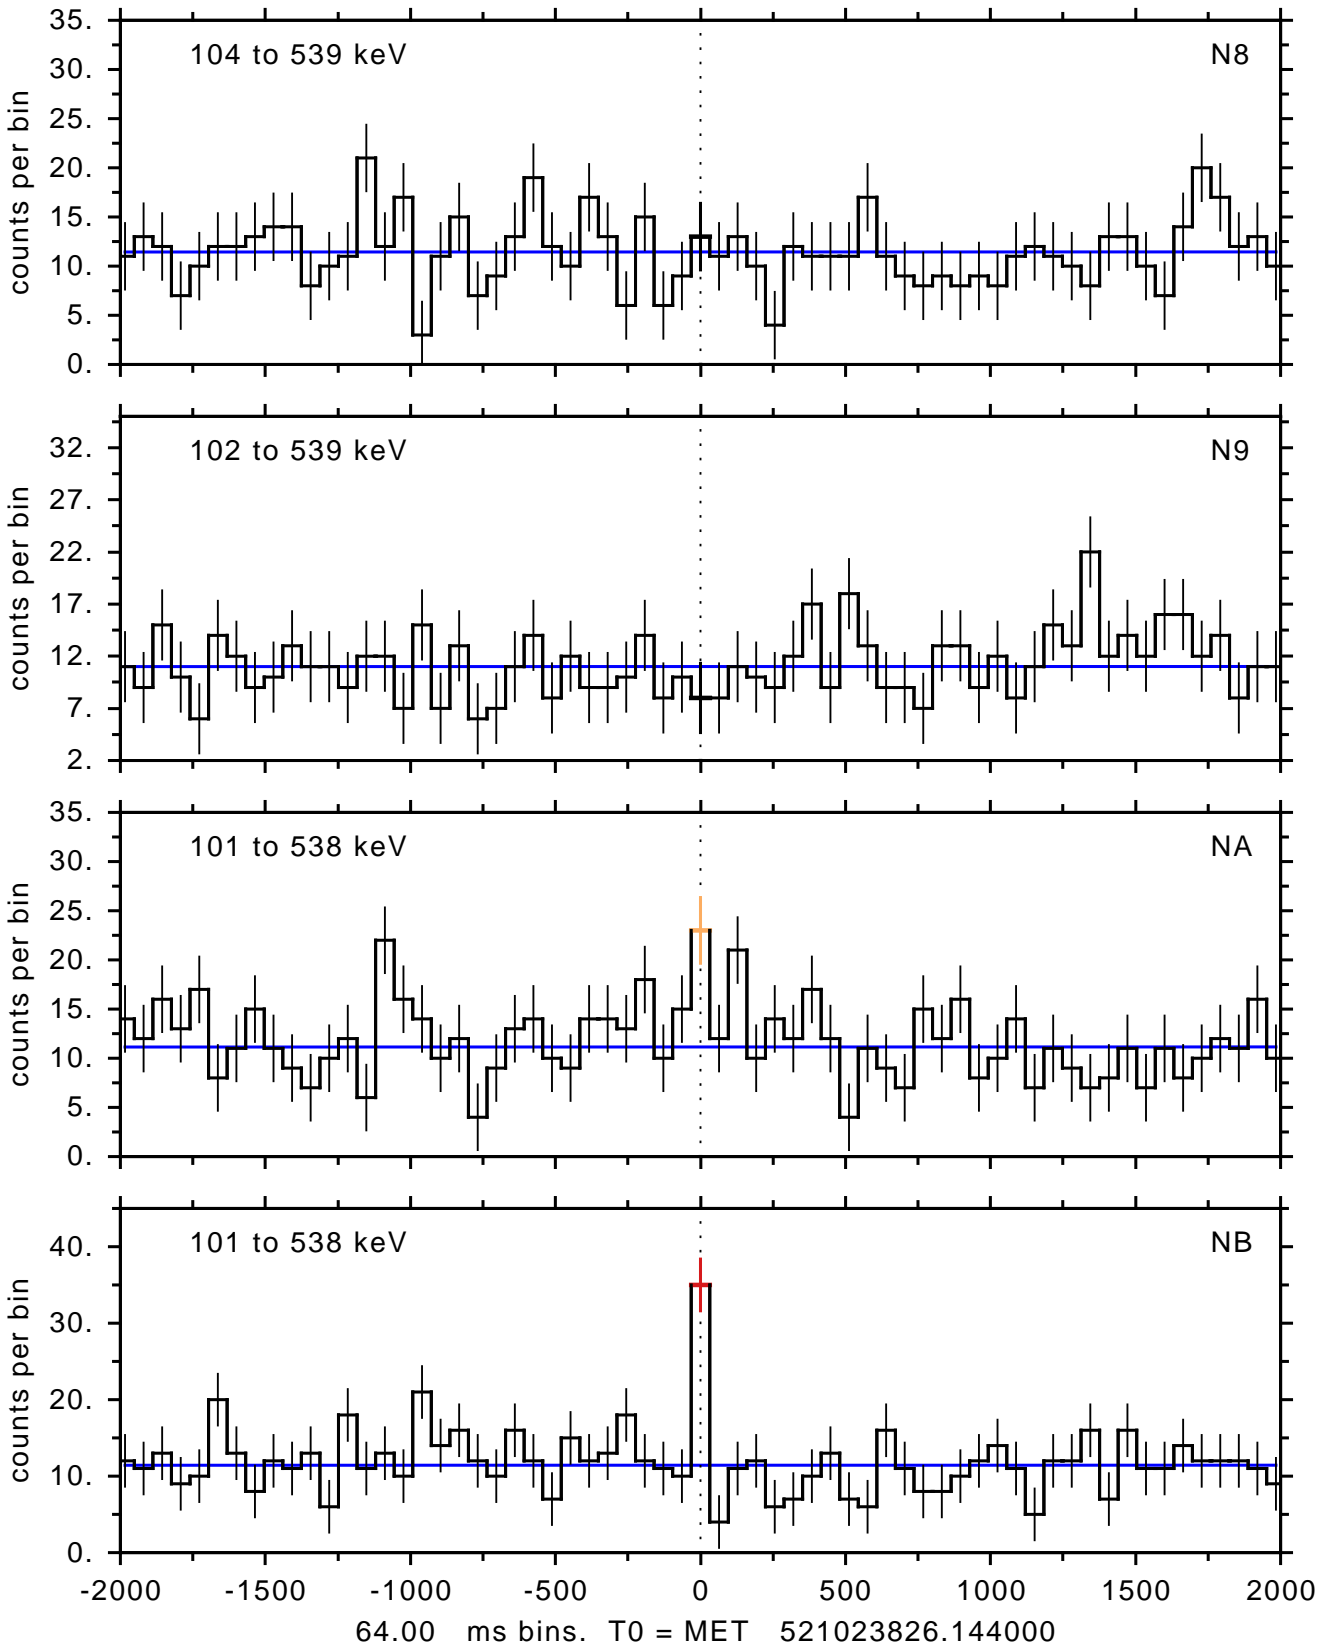 35.
104 to 539 keV N8
30.
25.
20.
15.
10.
5.
0.
counts per bin
102 to 539 keV N9
32.
27.
22.
17.
12.
7.
2.
counts per bin
35.
101 to 538 keV NA
30.
25.
20.
15.
10.
5.
0.
counts per bin
101 to 538 keV NB
40.
30.
20.
10.
0.
counts per bin
-2000 -1500 -1000 -500 0 500 1000 1500 2000
64.00 ms bins. T0 = MET 521023826.144000